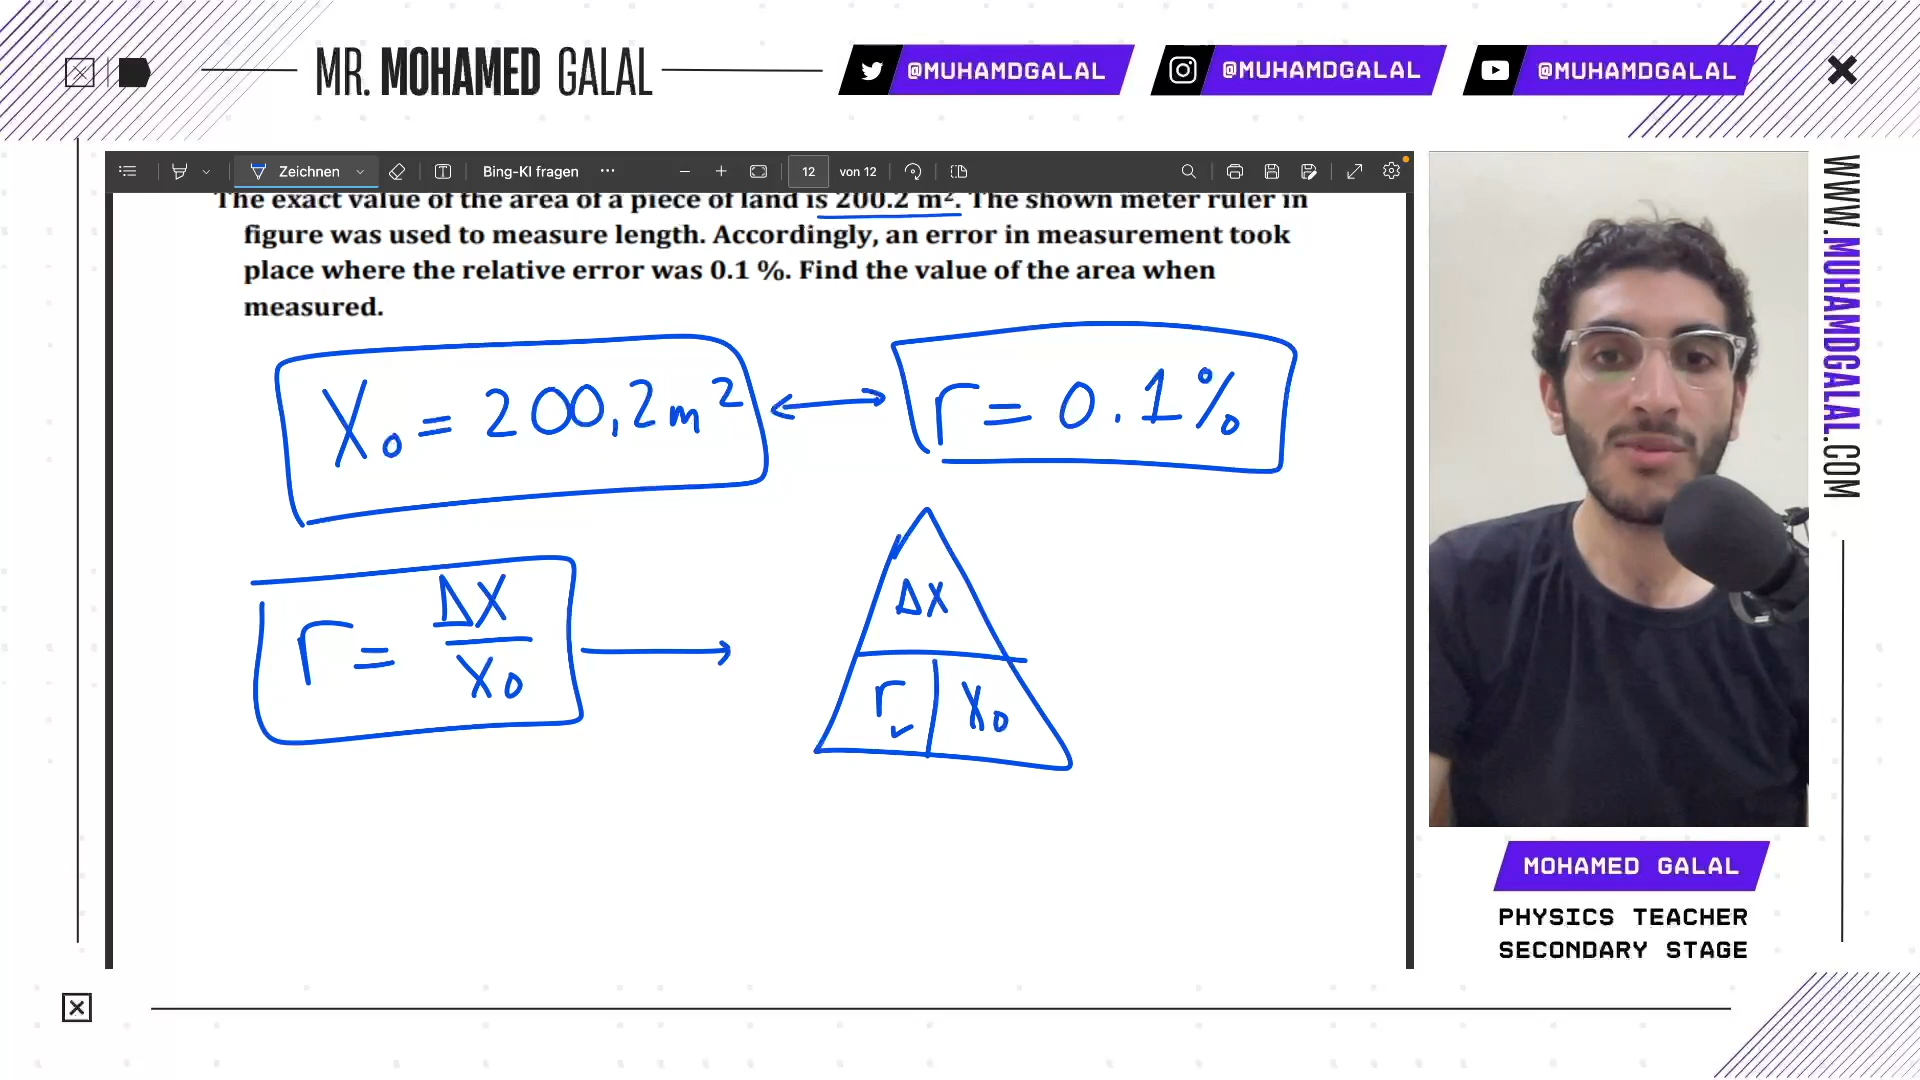 MR. MOHAMED GALAL
@MUHAMDGALAL
@MUHAMDGALAL
@MUHAMDGALAL
Zeichnen
Bing-KI fragen
12
von 12
The exact value of the area of a piece of land is 200.2 m². The shown meter ruler in
figure was used to measure length. Accordingly, an error in measurement took
place where the relative error was 0.1 %. Find the value of the area when
measured.
X₀ = 200,2 m²
r = 0.1%
r = Δx / x₀
Δx
r
x₀
WWW.MUHAMDGALAL.COM
MOHAMED GALAL
PHYSICS TEACHER
SECONDARY STAGE